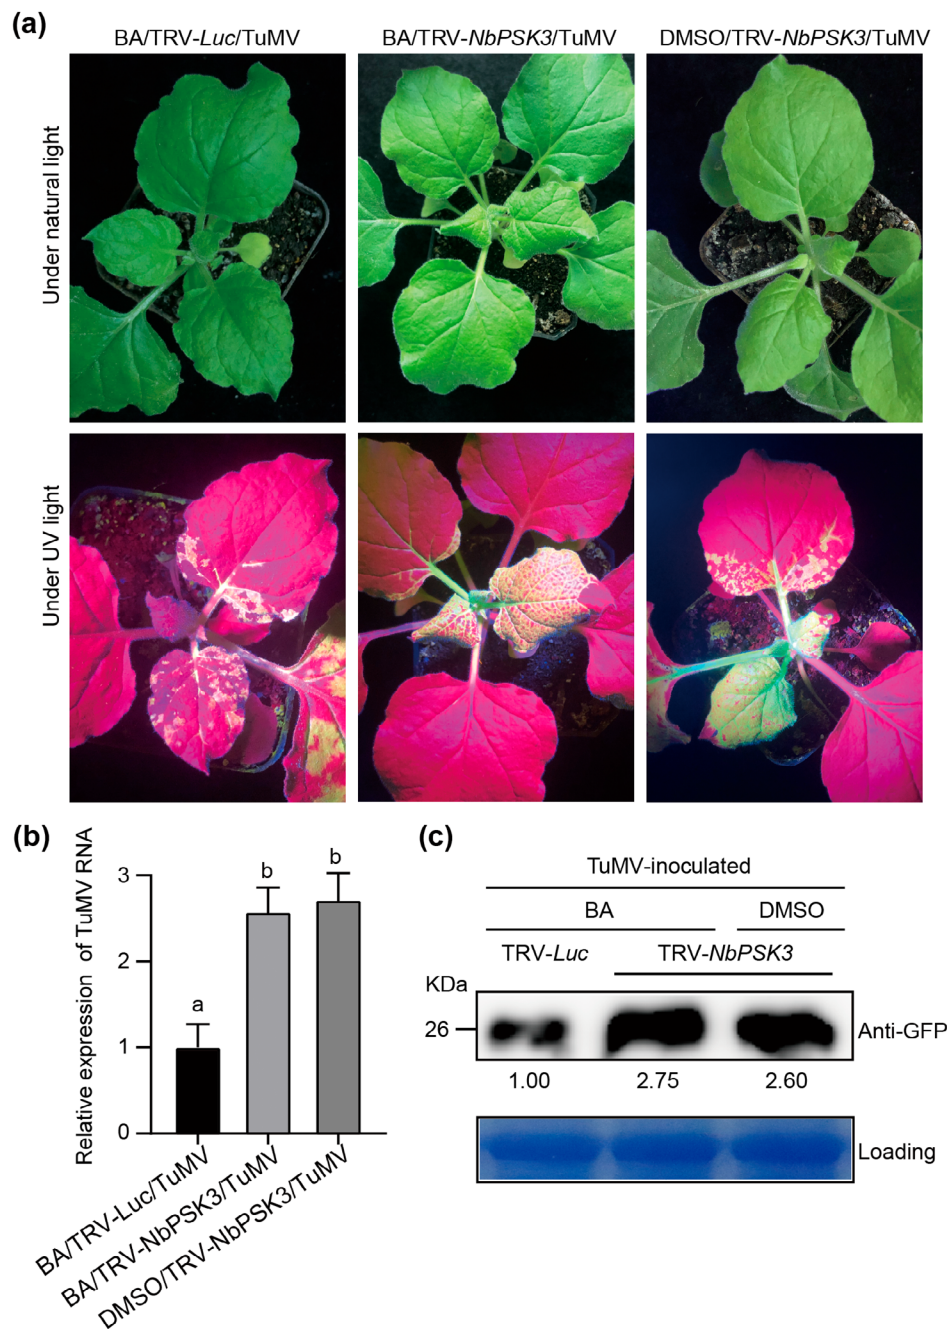 (a)
BA/TRV-Luc/TuMV BA/TRV-NbPSK3/TuMV DMSO/TRV-NbPSK3/TuMV
Under natural light
Under UV light
(b)
Relative expression of TuMV RNA
3
2
1
0
a
b
b
BA/TRV-Luc/TuMV
BA/TRV-NbPSK3/TuMV
DMSO/TRV-NbPSK3/TuMV
(c)
TuMV-inoculated
BA DMSO
TRV-Luc TRV-NbPSK3
KDa
26
Anti-GFP
1.00 2.75 2.60
Loading